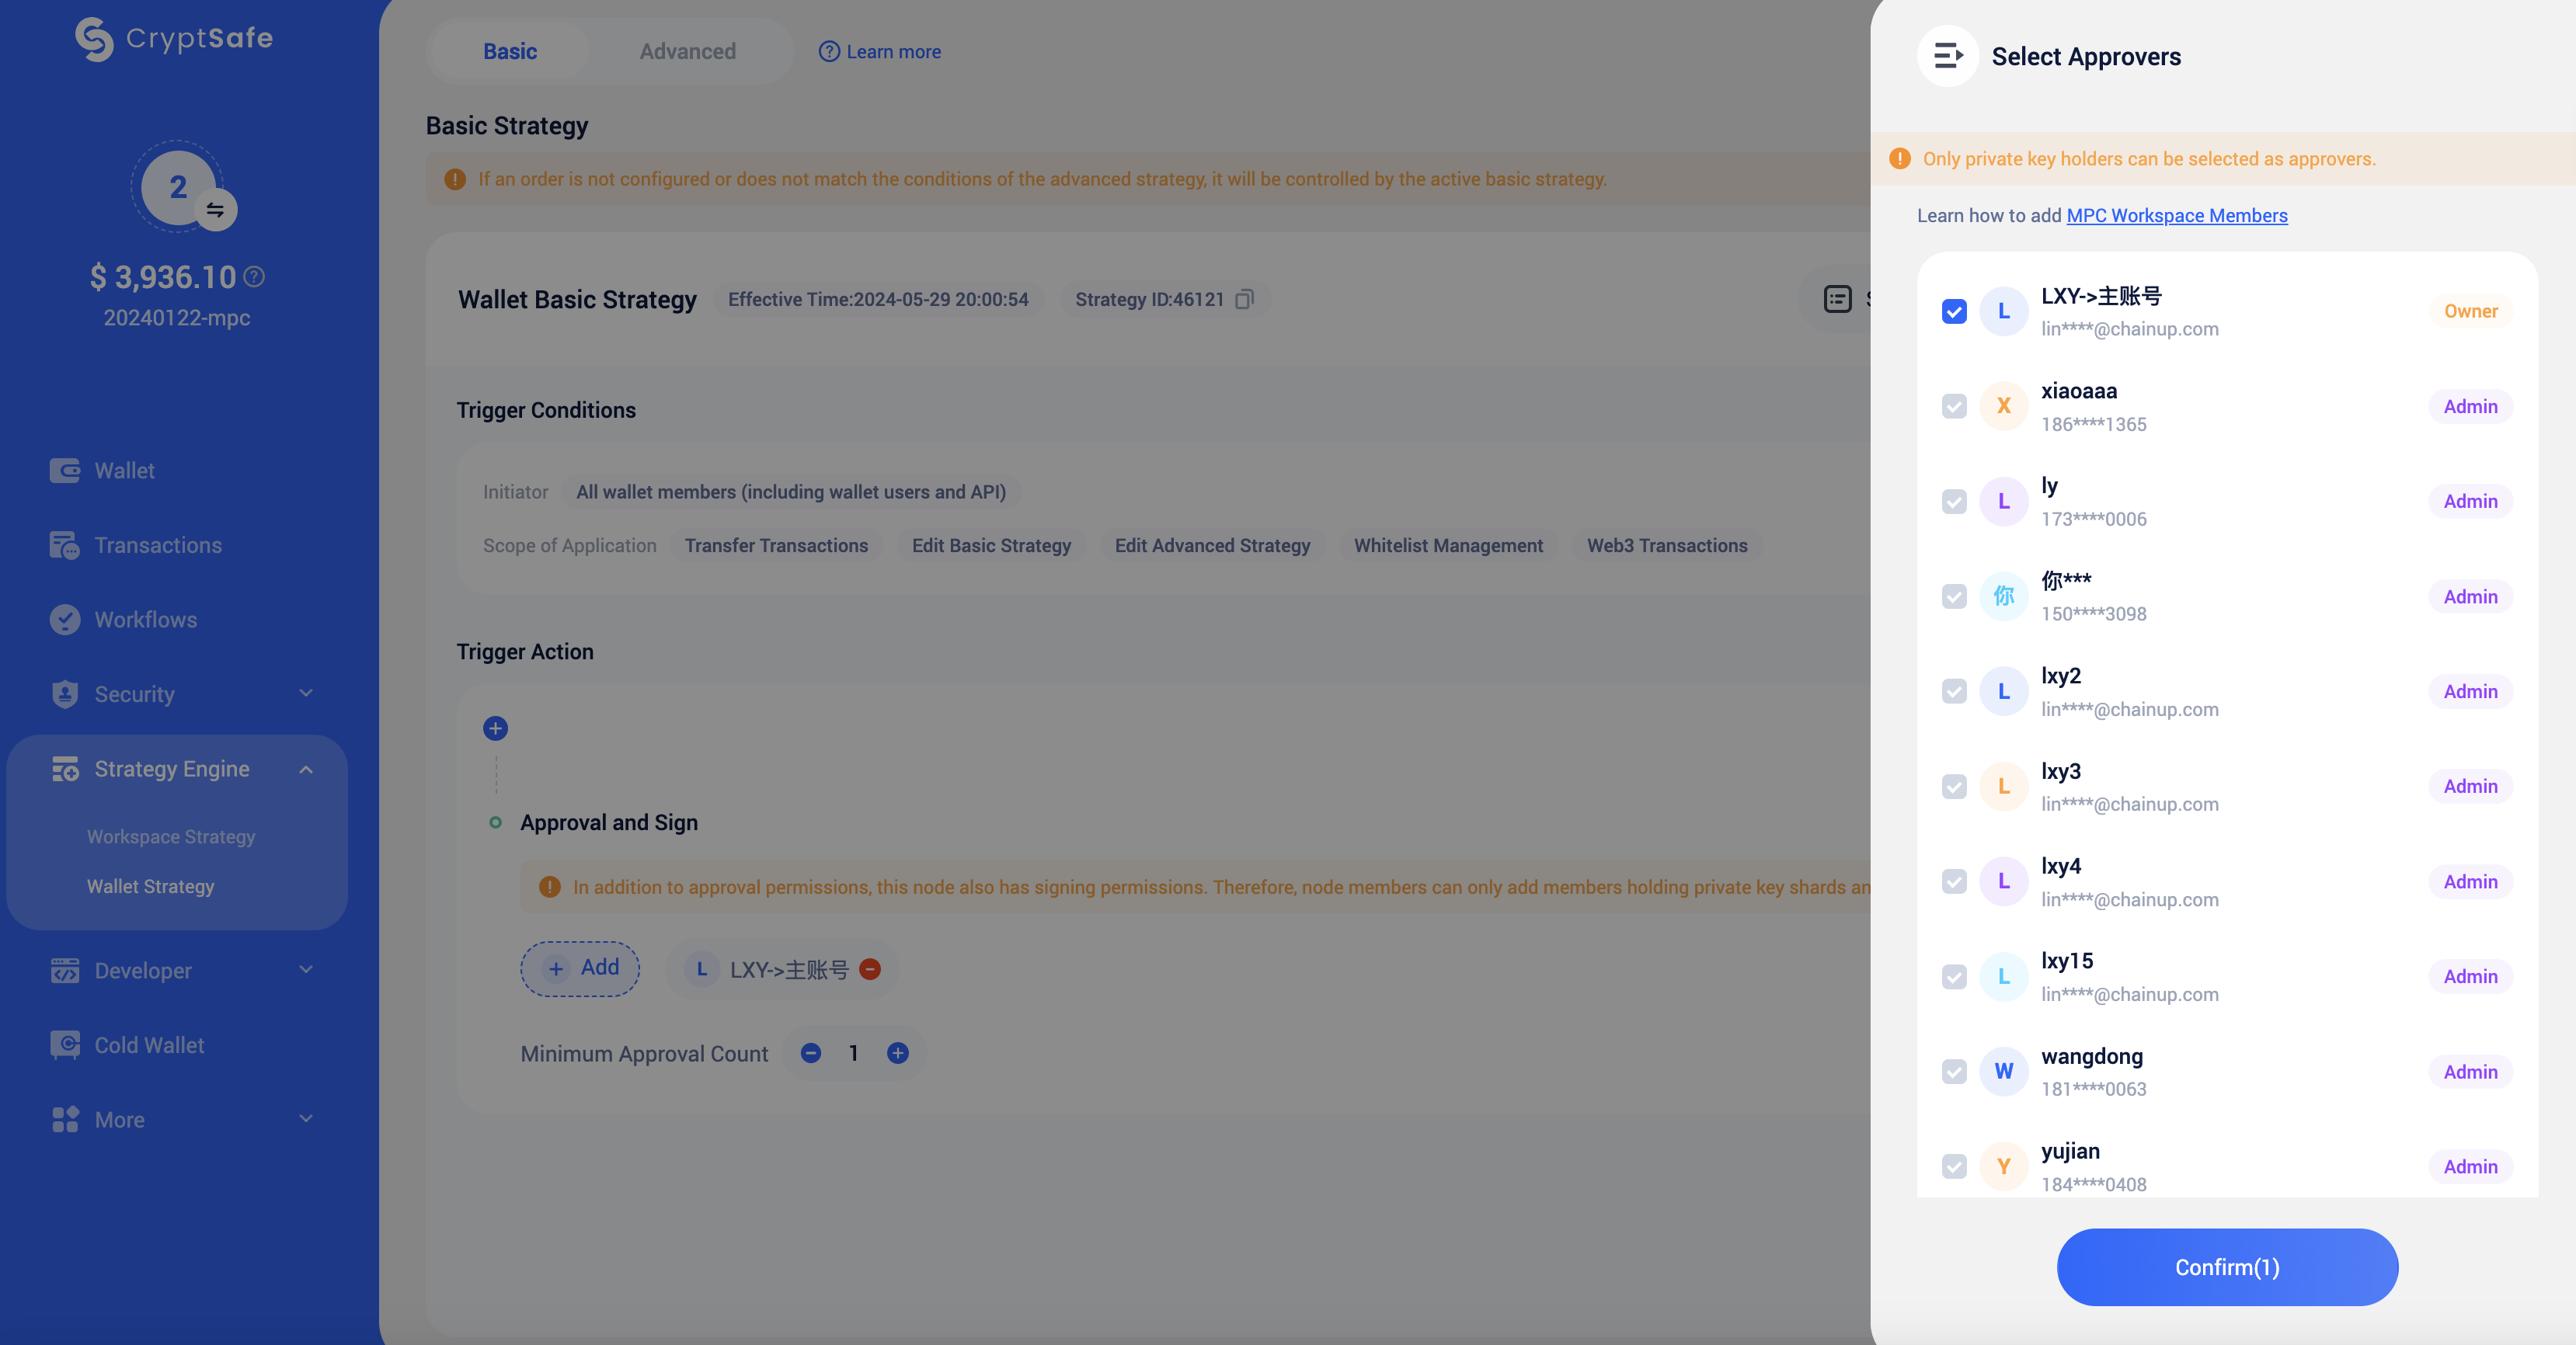 CryptSafe
2
$ 3,936.10
20240122-mpc
Wallet
Transactions
Workflows
Security
Strategy Engine
Workspace Strategy
Wallet Strategy
Developer
Cold Wallet
More
Basic
Advanced
Learn more
Basic Strategy
If an order is not configured or does not match the conditions of the advanced strategy, it will be controlled by the active basic strategy.
Wallet Basic Strategy
Effective Time:2024-05-29 20:00:54
Strategy ID:46121
Trigger Conditions
Initiator
All wallet members (including wallet users and API)
Scope of Application
Transfer Transactions
Edit Basic Strategy
Edit Advanced Strategy
Whitelist Management
Web3 Transactions
Trigger Action
Approval and Sign
In addition to approval permissions, this node also has signing permissions. Therefore, node members can only add members holding private key shards
Add
L
LXY->主账号
Minimum Approval Count
1
Select Approvers
Only private key holders can be selected as approvers.
Learn how to add MPC Workspace Members
L
LXY->主账号
lin****@chainup.com
Owner
X
xiaoaaa
186****1365
Admin
L
ly
173****0006
Admin
你
你***
150****3098
Admin
L
lxy2
lin****@chainup.com
Admin
L
lxy3
lin****@chainup.com
Admin
L
lxy4
lin****@chainup.com
Admin
L
lxy15
lin****@chainup.com
Admin
W
wangdong
181****0063
Admin
Y
yujian
184****0408
Admin
Confirm(1)